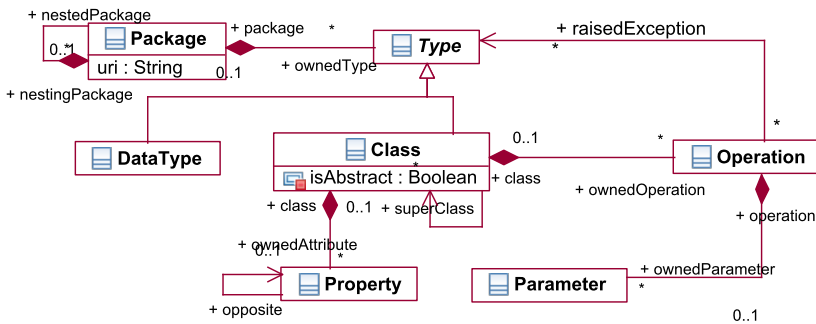 + nestedPackage
Package
+ package
*
Type
+ raisedException
*
*
0..1
uri : String
0..1
+ ownedType
+ nestingPackage
*
DataType
Class
0..1
*
Operation
*
isAbstract : Boolean
+ class
+ ownedOperation
+ class
0..1
+ superClass
+ operation
+ ownedAttribute
0..1
*
Property
+ ownedParameter
Parameter
*
+ opposite
0..1